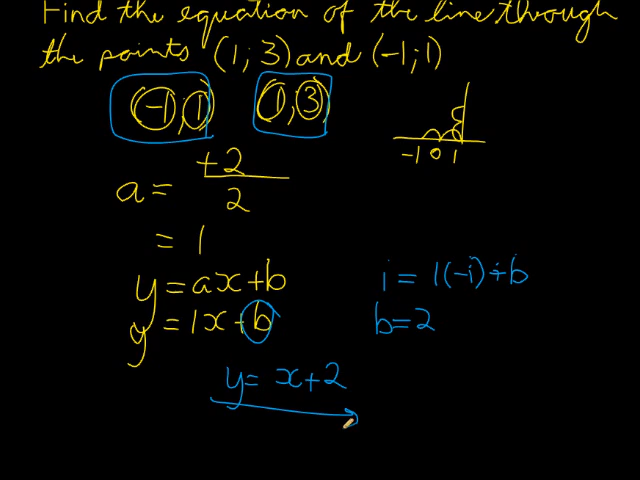 Find the equation of the line through
the points (1; 3) and (-1; 1)
-1, 1   1, 3
-1 0 1
a = +2/2
= 1
y = ax + b
y = 1x + b
1 = 1(-1) + b
b = 2
y = x + 2